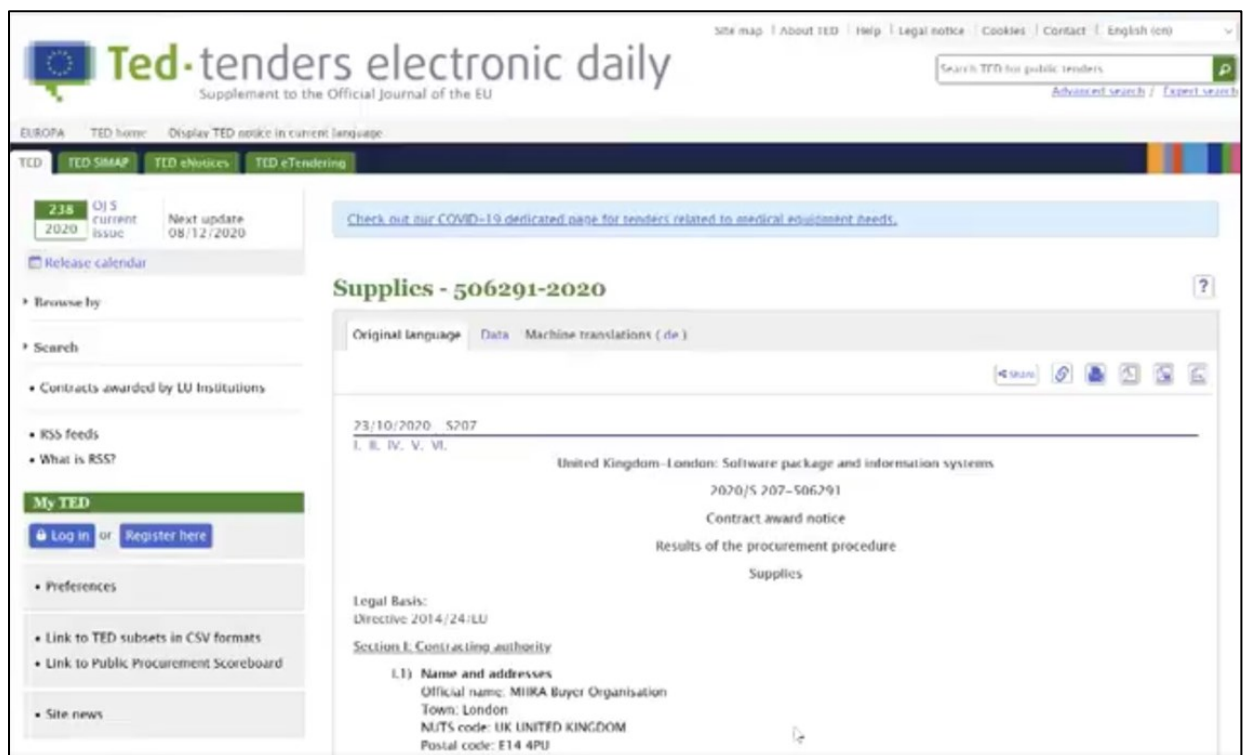 Site map | About TED | Help | Legal notice | Cookies | Contact | English (en)
Ted · tenders electronic daily
Supplement to the Official Journal of the EU
Search TED for public tenders
Advanced search / Expert search
EUROPA TED home Display TED notice in current language
TED TED SIMAP TED eNotices TED eTendering
238 2020
OJ S current issue
Next update 08/12/2020
Release calendar
Browse by
Search
• Contracts awarded by EU Institutions
• RSS feeds
• What is RSS?
My TED
Log in or Register here
• Preferences
• Link to TED subsets in CSV formats
• Link to Public Procurement Scoreboard
• Site news
Check out our COVID-19 dedicated page for tenders related to medical equipment needs.
Supplies - 506291-2020
?
Original language Data Machine translations ( de )
Share
23/10/2020 S207
I. II. IV. V. VI.
United Kingdom-London: Software package and information systems
2020/S 207-506291
Contract award notice
Results of the procurement procedure
Supplies
Legal Basis:
Directive 2014/24/EU
Section I: Contracting authority
I.1) Name and addresses
Official name: Buyer Organisation
Town: London
NUTS code: UK UNITED KINGDOM
Postal code: E14 4PU